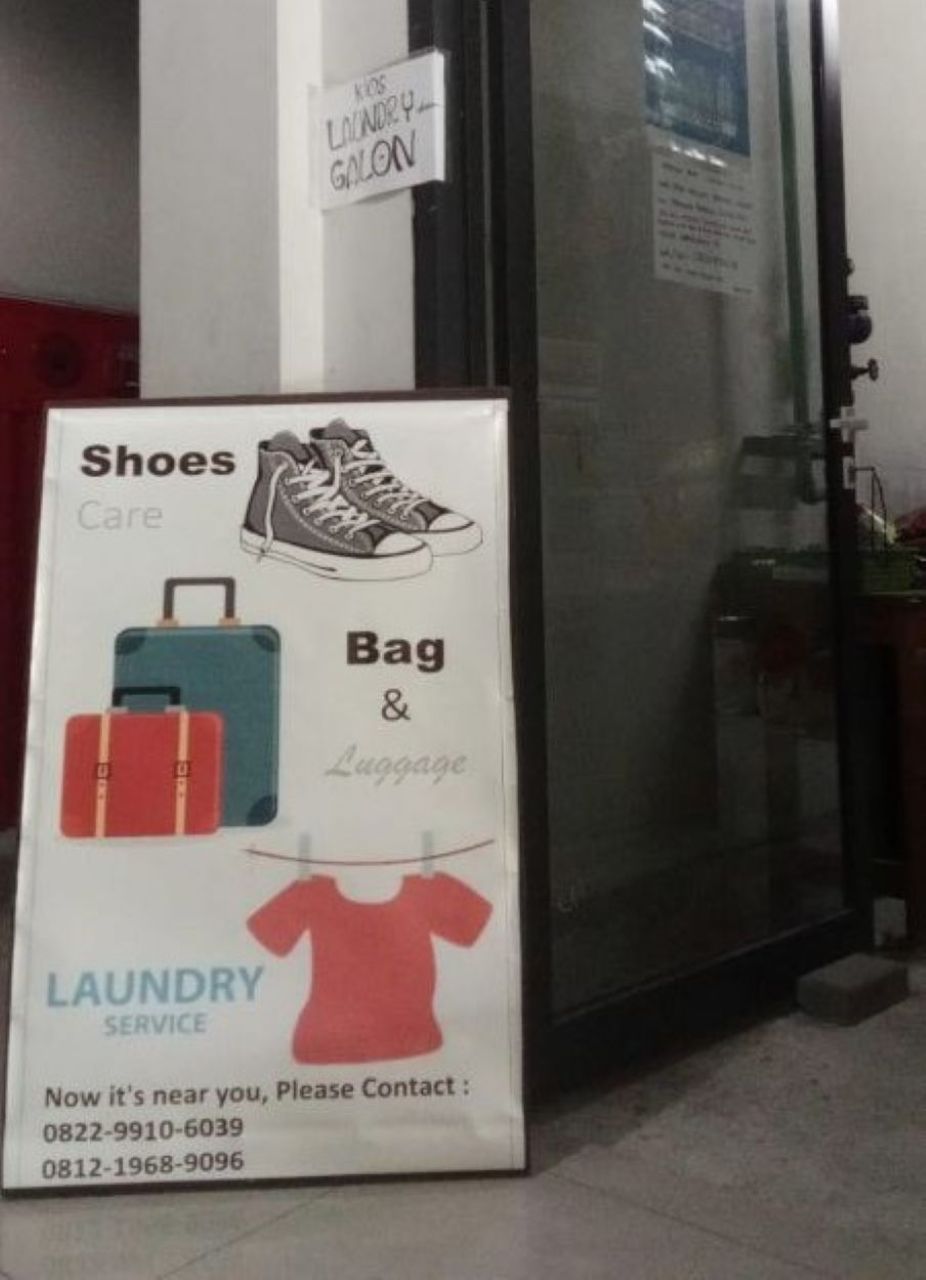 KIOS
LAUNDRY
GALON
Shoes
Care
Bag
&
Luggage
LAUNDRY
SERVICE
Now it's near you, Please Contact :
0822-9910-6039
0812-1968-9096